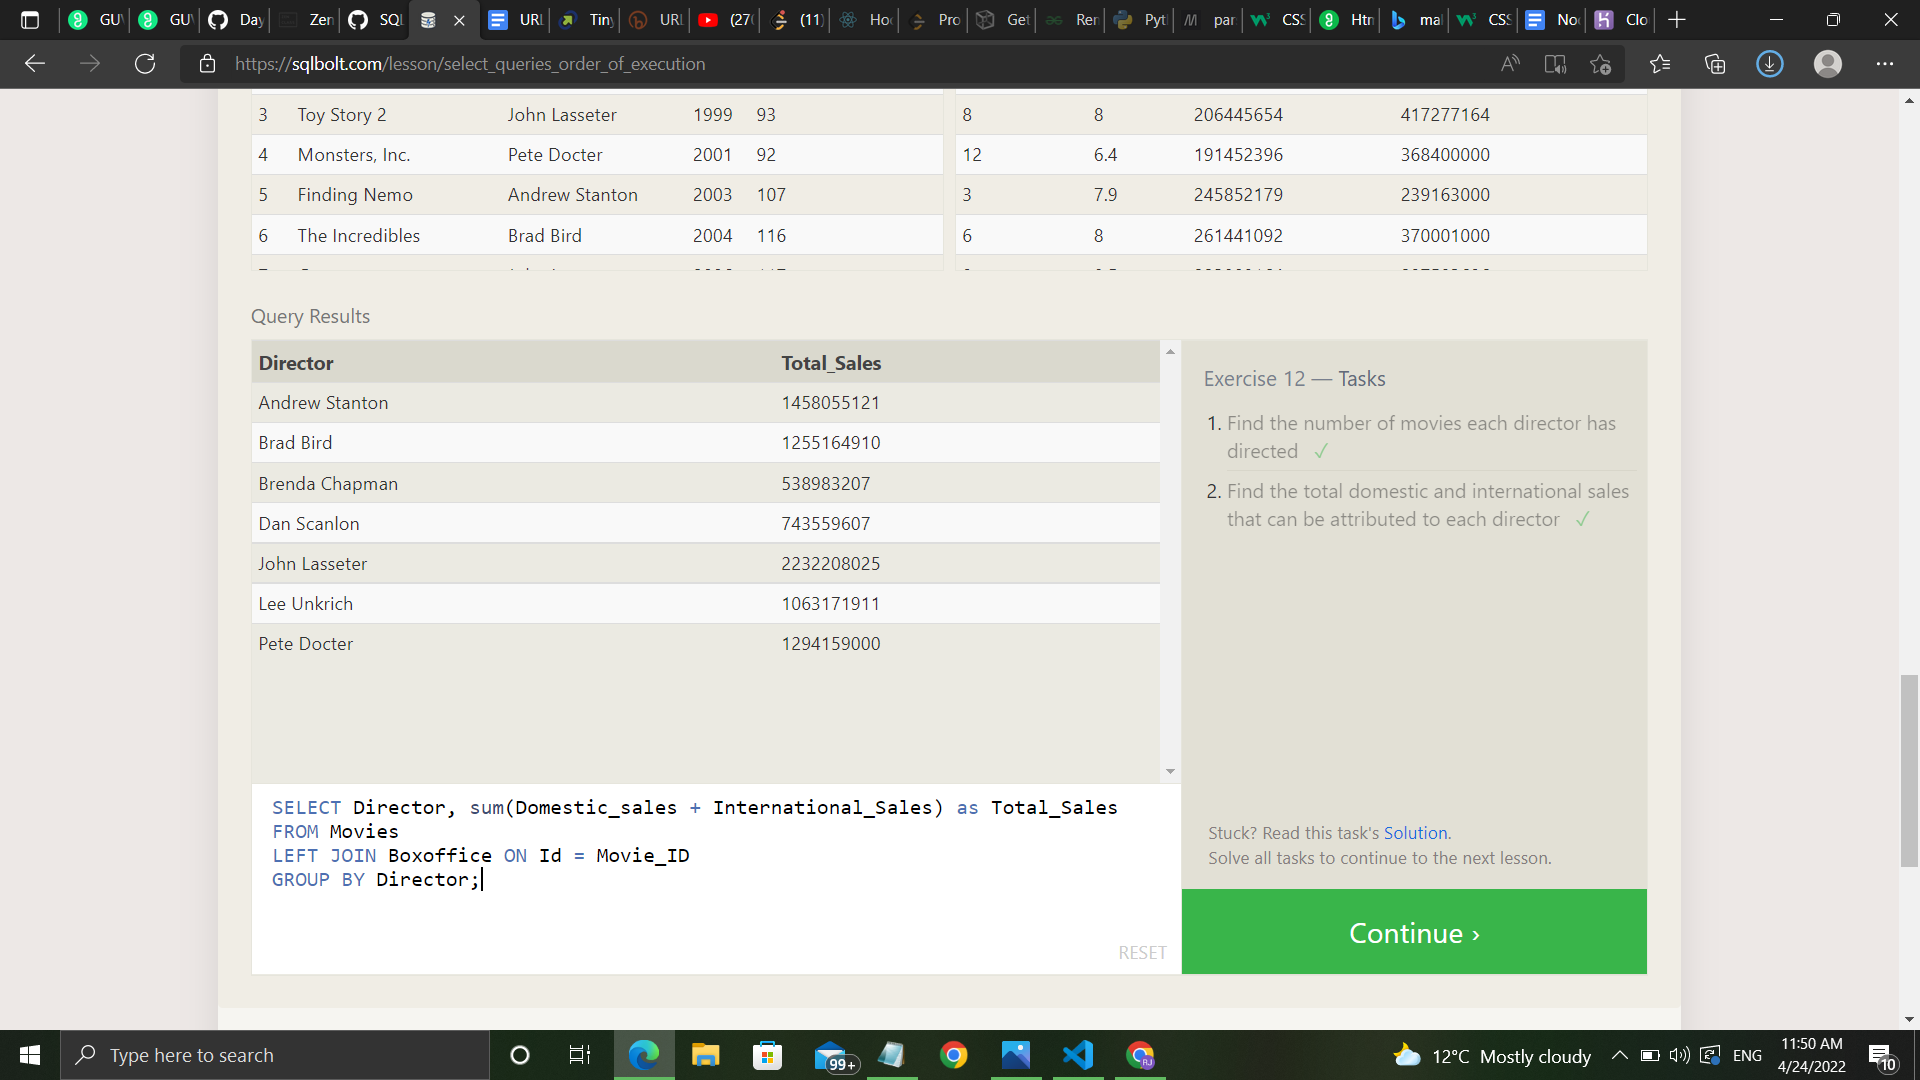 GU
GU
Day
Zen
SQL
URL
Tiny
URL
(27
(11)
Hoo
Pro
Get
Ren
Pyt
par
CSS
Htm
mal
CSS
Noc
Clo
https://sqlbolt.com/lesson/select_queries_order_of_execution
3 Toy Story 2 John Lasseter 1999 93 8 8 206445654 417277164
4 Monsters, Inc. Pete Docter 2001 92 12 6.4 191452396 368400000
5 Finding Nemo Andrew Stanton 2003 107 3 7.9 245852179 239163000
6 The Incredibles Brad Bird 2004 116 6 8 261441092 370001000
Query Results
Director Total_Sales
Andrew Stanton 1458055121
Brad Bird 1255164910
Brenda Chapman 538983207
Dan Scanlon 743559607
John Lasseter 2232208025
Lee Unkrich 1063171911
Pete Docter 1294159000
Exercise 12 — Tasks
1. Find the number of movies each director has
directed ✓
2. Find the total domestic and international sales
that can be attributed to each director ✓
SELECT Director, sum(Domestic_sales + International_Sales) as Total_Sales
FROM Movies
LEFT JOIN Boxoffice ON Id = Movie_ID
GROUP BY Director;
RESET
Stuck? Read this task's Solution.
Solve all tasks to continue to the next lesson.
Continue ›
Type here to search
99+
RJ
12°C Mostly cloudy
ENG
11:50 AM
4/24/2022
10